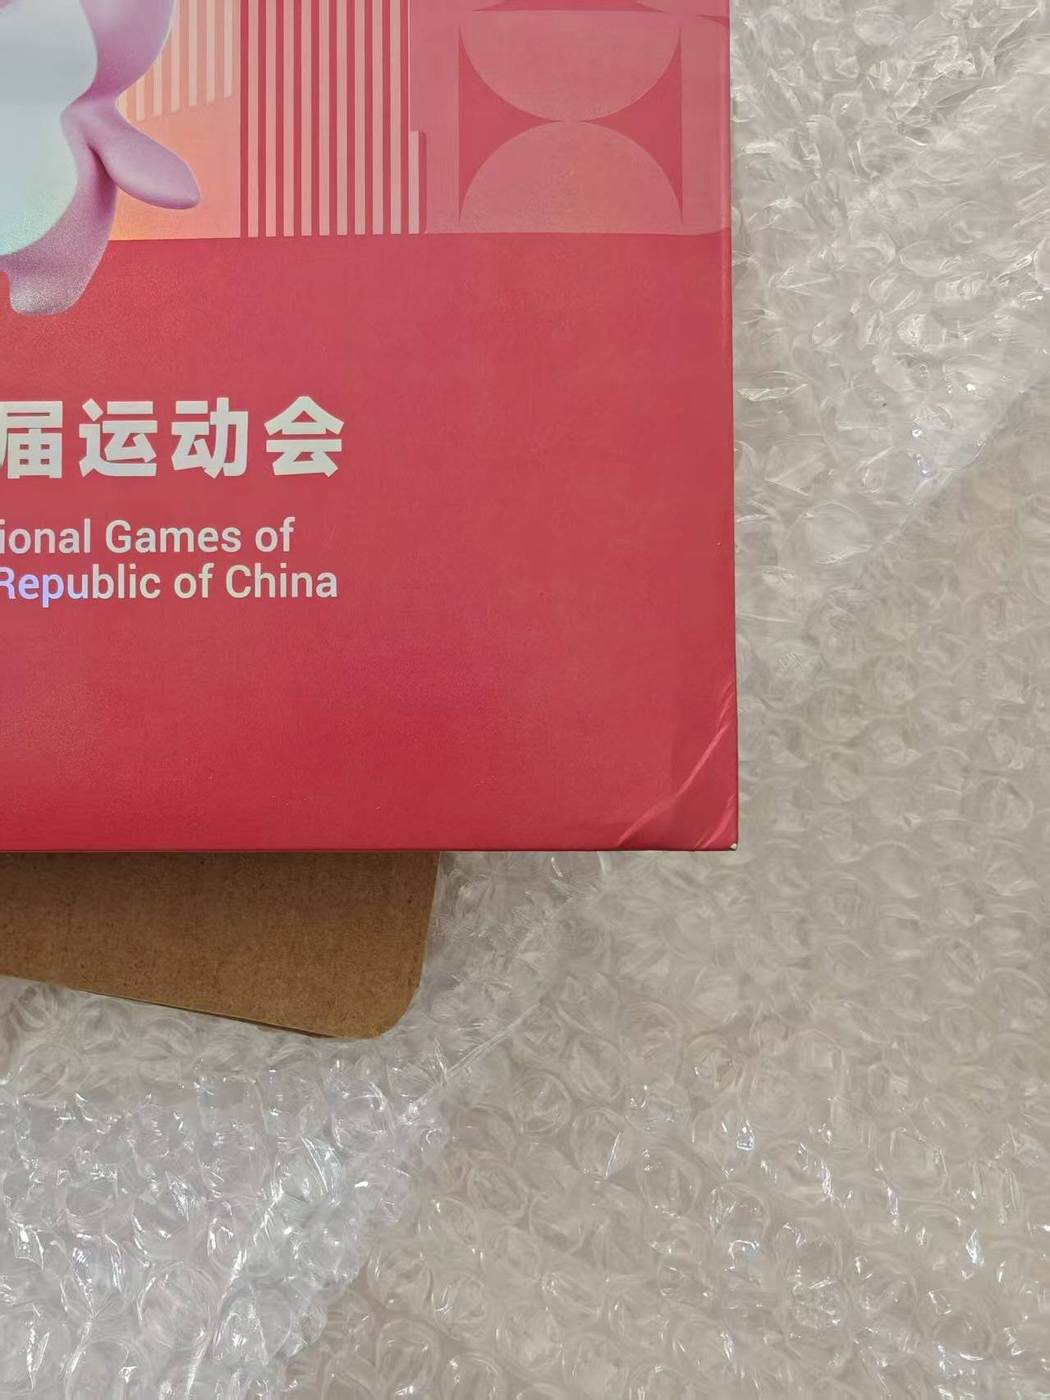 届运动会
ional Games of
Republic of China